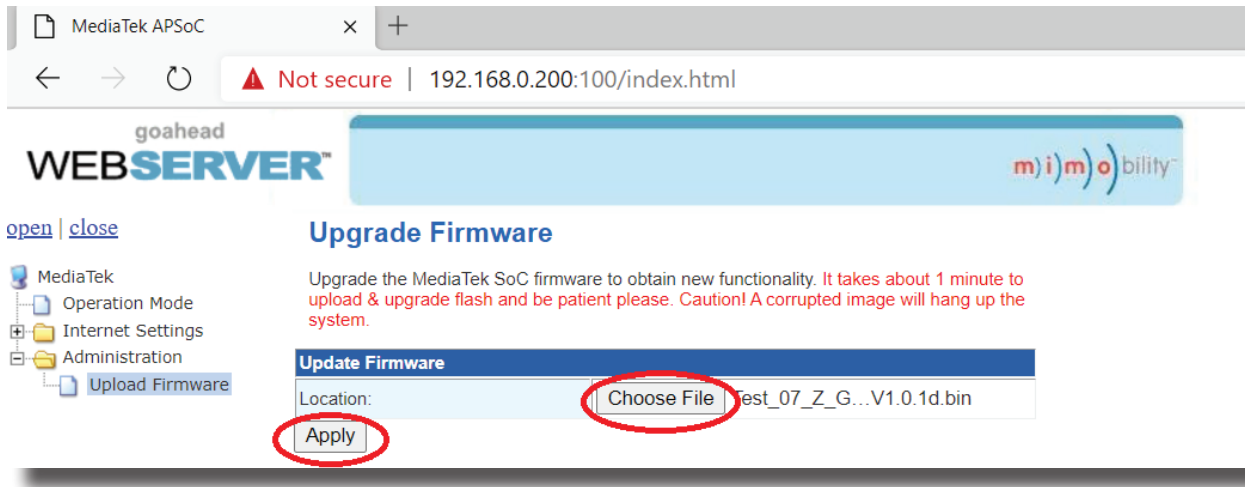 MediaTek APSoC
Not secure | 192.168.0.200:100/index.html
goahead
WEBSERVER™
m)i)m)o)bility™
open | close
Upgrade Firmware
MediaTek
Operation Mode
Internet Settings
Administration
Upload Firmware
Upgrade the MediaTek SoC firmware to obtain new functionality. It takes about 1 minute to
upload & upgrade flash and be patient please. Caution! A corrupted image will hang up the
system.
Update Firmware
Location:
Choose File Test_07_Z_G...V1.0.1d.bin
Apply